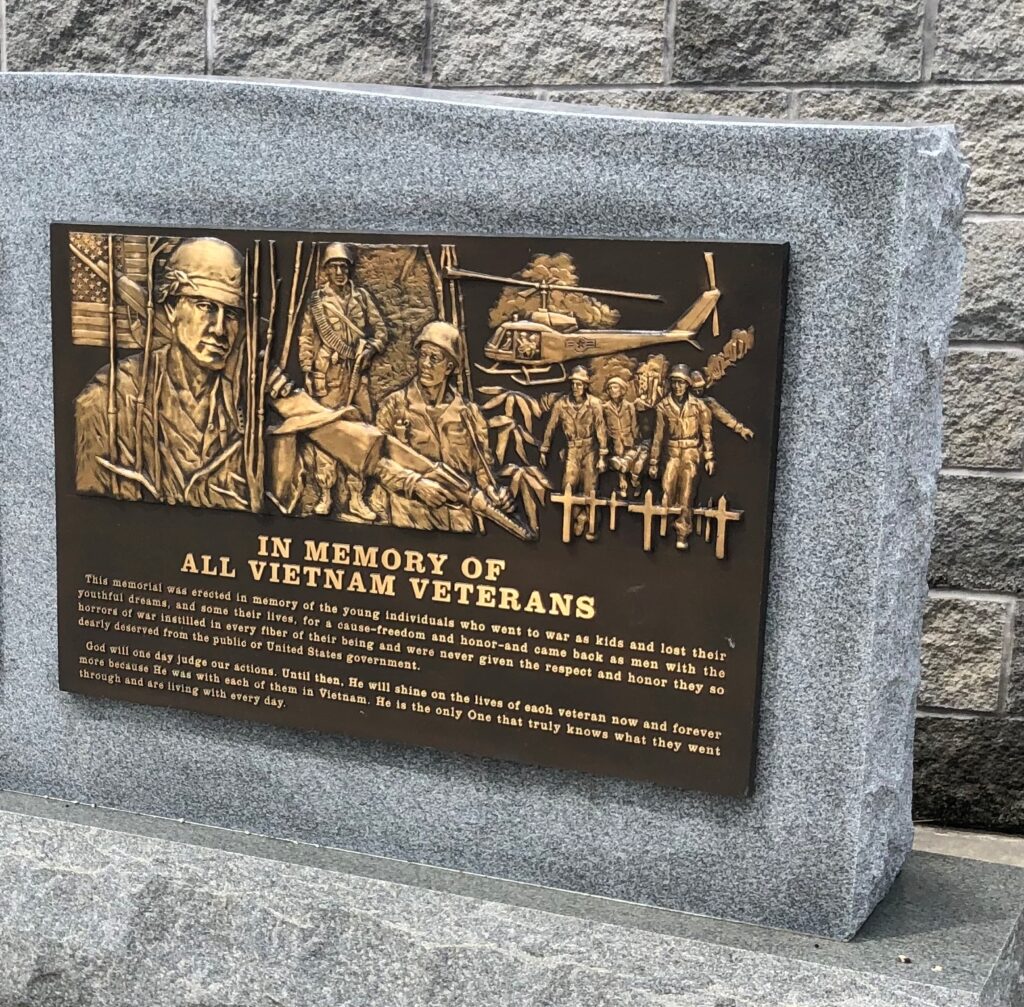 IN MEMORY OF
ALL VIETNAM VETERANS
This memorial was erected in memory of the young individuals who went to war as kids and lost their
youthful dreams, and some their lives, for a cause-freedom and honor-and came back as men with the
horrors of war instilled in every fiber of their being and were never given the respect and honor they so
dearly deserved from the public or United States government.
God will one day judge our actions. Until then, He will shine on the lives of each veteran now and forever
more because He was with each of them in Vietnam. He is the only One that truly knows what they went
through and are living with every day.